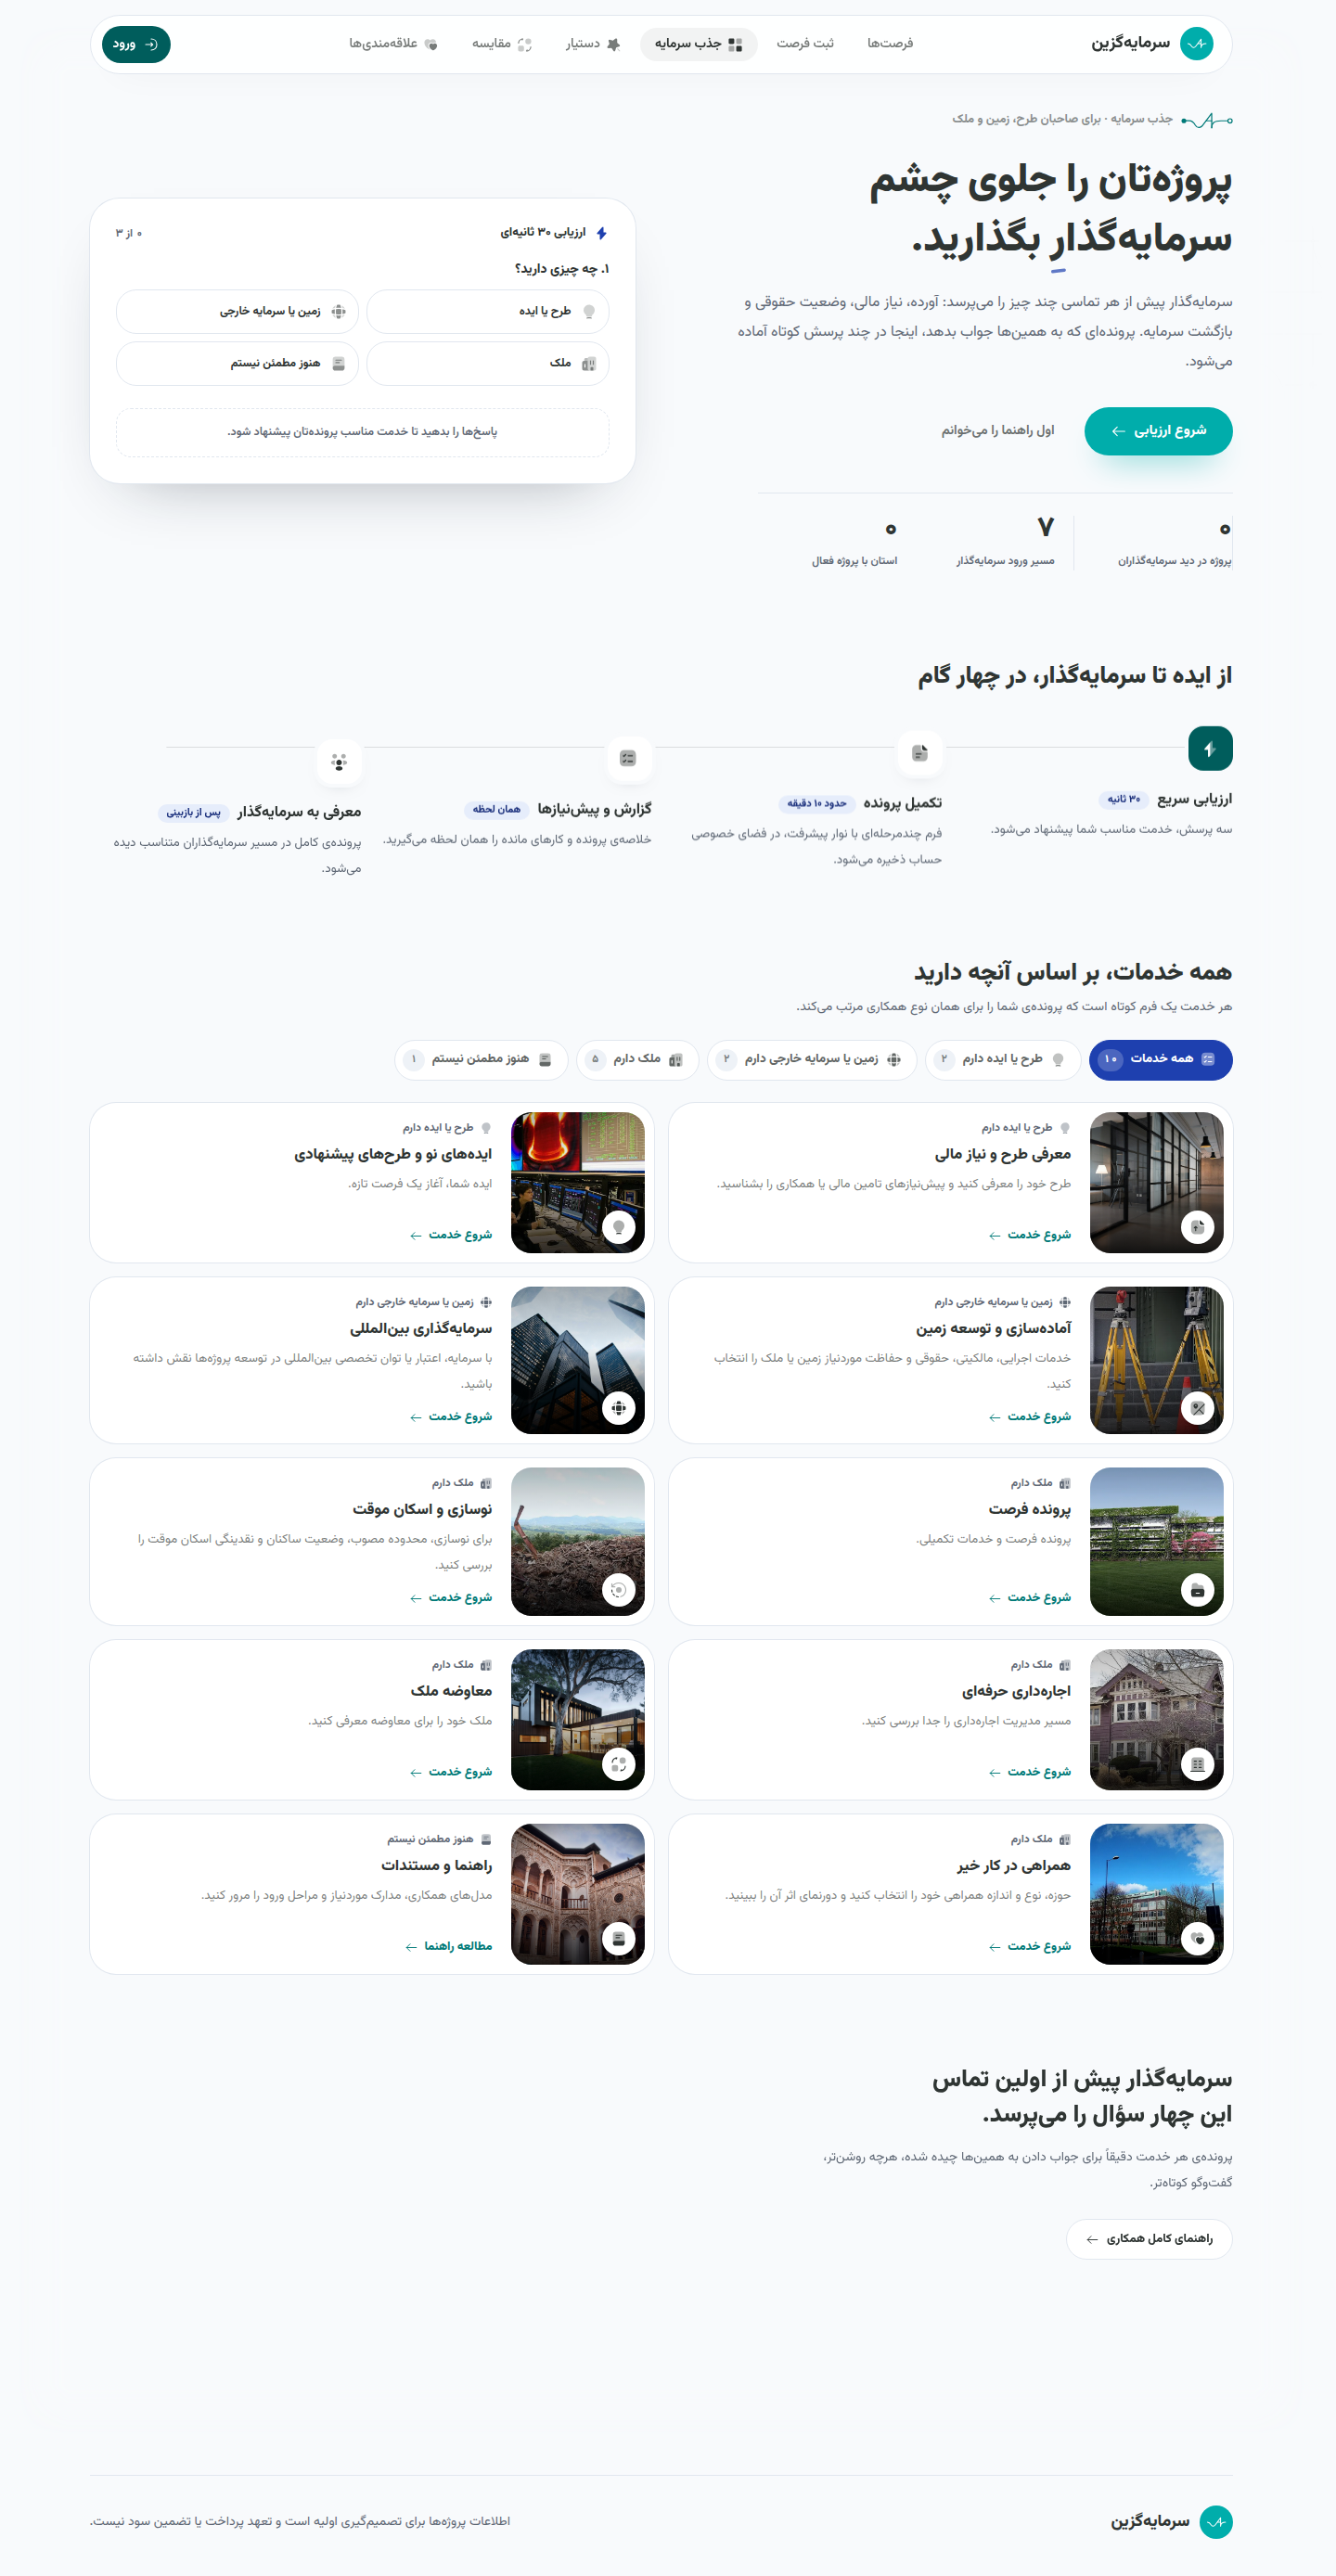 سرمایه‌گزین
فرصت‌ها
ثبت فرصت
جذب سرمایه
دستیار
مقایسه
علاقه‌مندی‌ها
ورود
جذب سرمایه · برای صاحبان طرح، زمین و ملک
پروژه‌تان را جلوی چشم
سرمایه‌گذار بگذارید.
سرمایه‌گذار پیش از هر تماسی چند چیز را می‌پرسد: آورده، نیاز مالی، وضعیت حقوقی و
بازگشت سرمایه. پرونده‌ای که به همین‌ها جواب بدهد، اینجا در چند پرسش کوتاه آماده
می‌شود.
شروع ارزیابی
اول راهنما را می‌خوانم
۰
پروژه در دید سرمایه‌گذاران
۷
مسیر ورود سرمایه‌گذار
۰
استان با پروژه فعال
ارزیابی ۳۰ ثانیه‌ای
۰ از ۳
۱. چه چیزی دارید؟
طرح یا ایده
زمین یا سرمایه خارجی
ملک
هنوز مطمئن نیستم
پاسخ‌ها را بدهید تا خدمت مناسب پرونده‌تان پیشنهاد شود.
از ایده تا سرمایه‌گذار، در چهار گام
ارزیابی سریع
۳۰ ثانیه
سه پرسش، خدمت مناسب شما پیشنهاد می‌شود.
تکمیل پرونده
حدود ۱۰ دقیقه
فرم چندمرحله‌ای با نوار پیشرفت، در فضای خصوصی
حساب ذخیره می‌شود.
گزارش و پیش‌نیازها
همان لحظه
خلاصه‌ی پرونده و کارهای مانده را همان لحظه می‌گیرید.
معرفی به سرمایه‌گذار
پس از بازبینی
پرونده‌ی کامل در مسیر سرمایه‌گذاران متناسب دیده
می‌شود.
همه خدمات، بر اساس آنچه دارید
هر خدمت یک فرم کوتاه است که پرونده‌ی شما را برای همان نوع همکاری مرتب می‌کند.
همه خدمات ۱۰
طرح یا ایده دارم ۲
زمین یا سرمایه خارجی دارم ۲
ملک دارم ۵
هنوز مطمئن نیستم ۱
طرح یا ایده دارم
معرفی طرح و نیاز مالی
طرح خود را معرفی کنید و پیش‌نیازهای تامین مالی یا همکاری را بشناسید.
شروع خدمت
طرح یا ایده دارم
ایده‌های نو و طرح‌های پیشنهادی
ایده شما، آغاز یک فرصت تازه.
شروع خدمت
زمین یا سرمایه خارجی دارم
آماده‌سازی و توسعه زمین
خدمات اجرایی، مالکیتی، حقوقی و حفاظت موردنیاز زمین یا ملک را انتخاب
کنید.
شروع خدمت
زمین یا سرمایه خارجی دارم
سرمایه‌گذاری بین‌المللی
با سرمایه، اعتبار یا توان تخصصی بین‌المللی در توسعه پروژه‌ها نقش داشته
باشید.
شروع خدمت
ملک دارم
پرونده فرصت
پرونده فرصت و خدمات تکمیلی.
شروع خدمت
ملک دارم
نوسازی و اسکان موقت
برای نوسازی، محدوده مصوب، وضعیت ساکنان و نقدینگی اسکان موقت را
بررسی کنید.
شروع خدمت
ملک دارم
اجاره‌داری حرفه‌ای
مسیر مدیریت اجاره‌داری را جدا بررسی کنید.
شروع خدمت
ملک دارم
معاوضه ملک
ملک خود را برای معاوضه معرفی کنید.
شروع خدمت
ملک دارم
همراهی در کار خیر
حوزه، نوع و اندازه همراهی خود را انتخاب کنید و دورنمای اثر آن را ببینید.
شروع خدمت
هنوز مطمئن نیستم
راهنما و مستندات
مدل‌های همکاری، مدارک موردنیاز و مراحل ورود را مرور کنید.
مطالعه راهنما
سرمایه‌گذار پیش از اولین تماس
این چهار سؤال را می‌پرسد.
پرونده‌ی هر خدمت دقیقاً برای جواب دادن به همین‌ها چیده شده، هرچه روشن‌تر،
گفت‌وگو کوتاه‌تر.
راهنمای کامل همکاری
سرمایه‌گزین
اطلاعات پروژه‌ها برای تصمیم‌گیری اولیه است و تعهد پرداخت یا تضمین سود نیست.